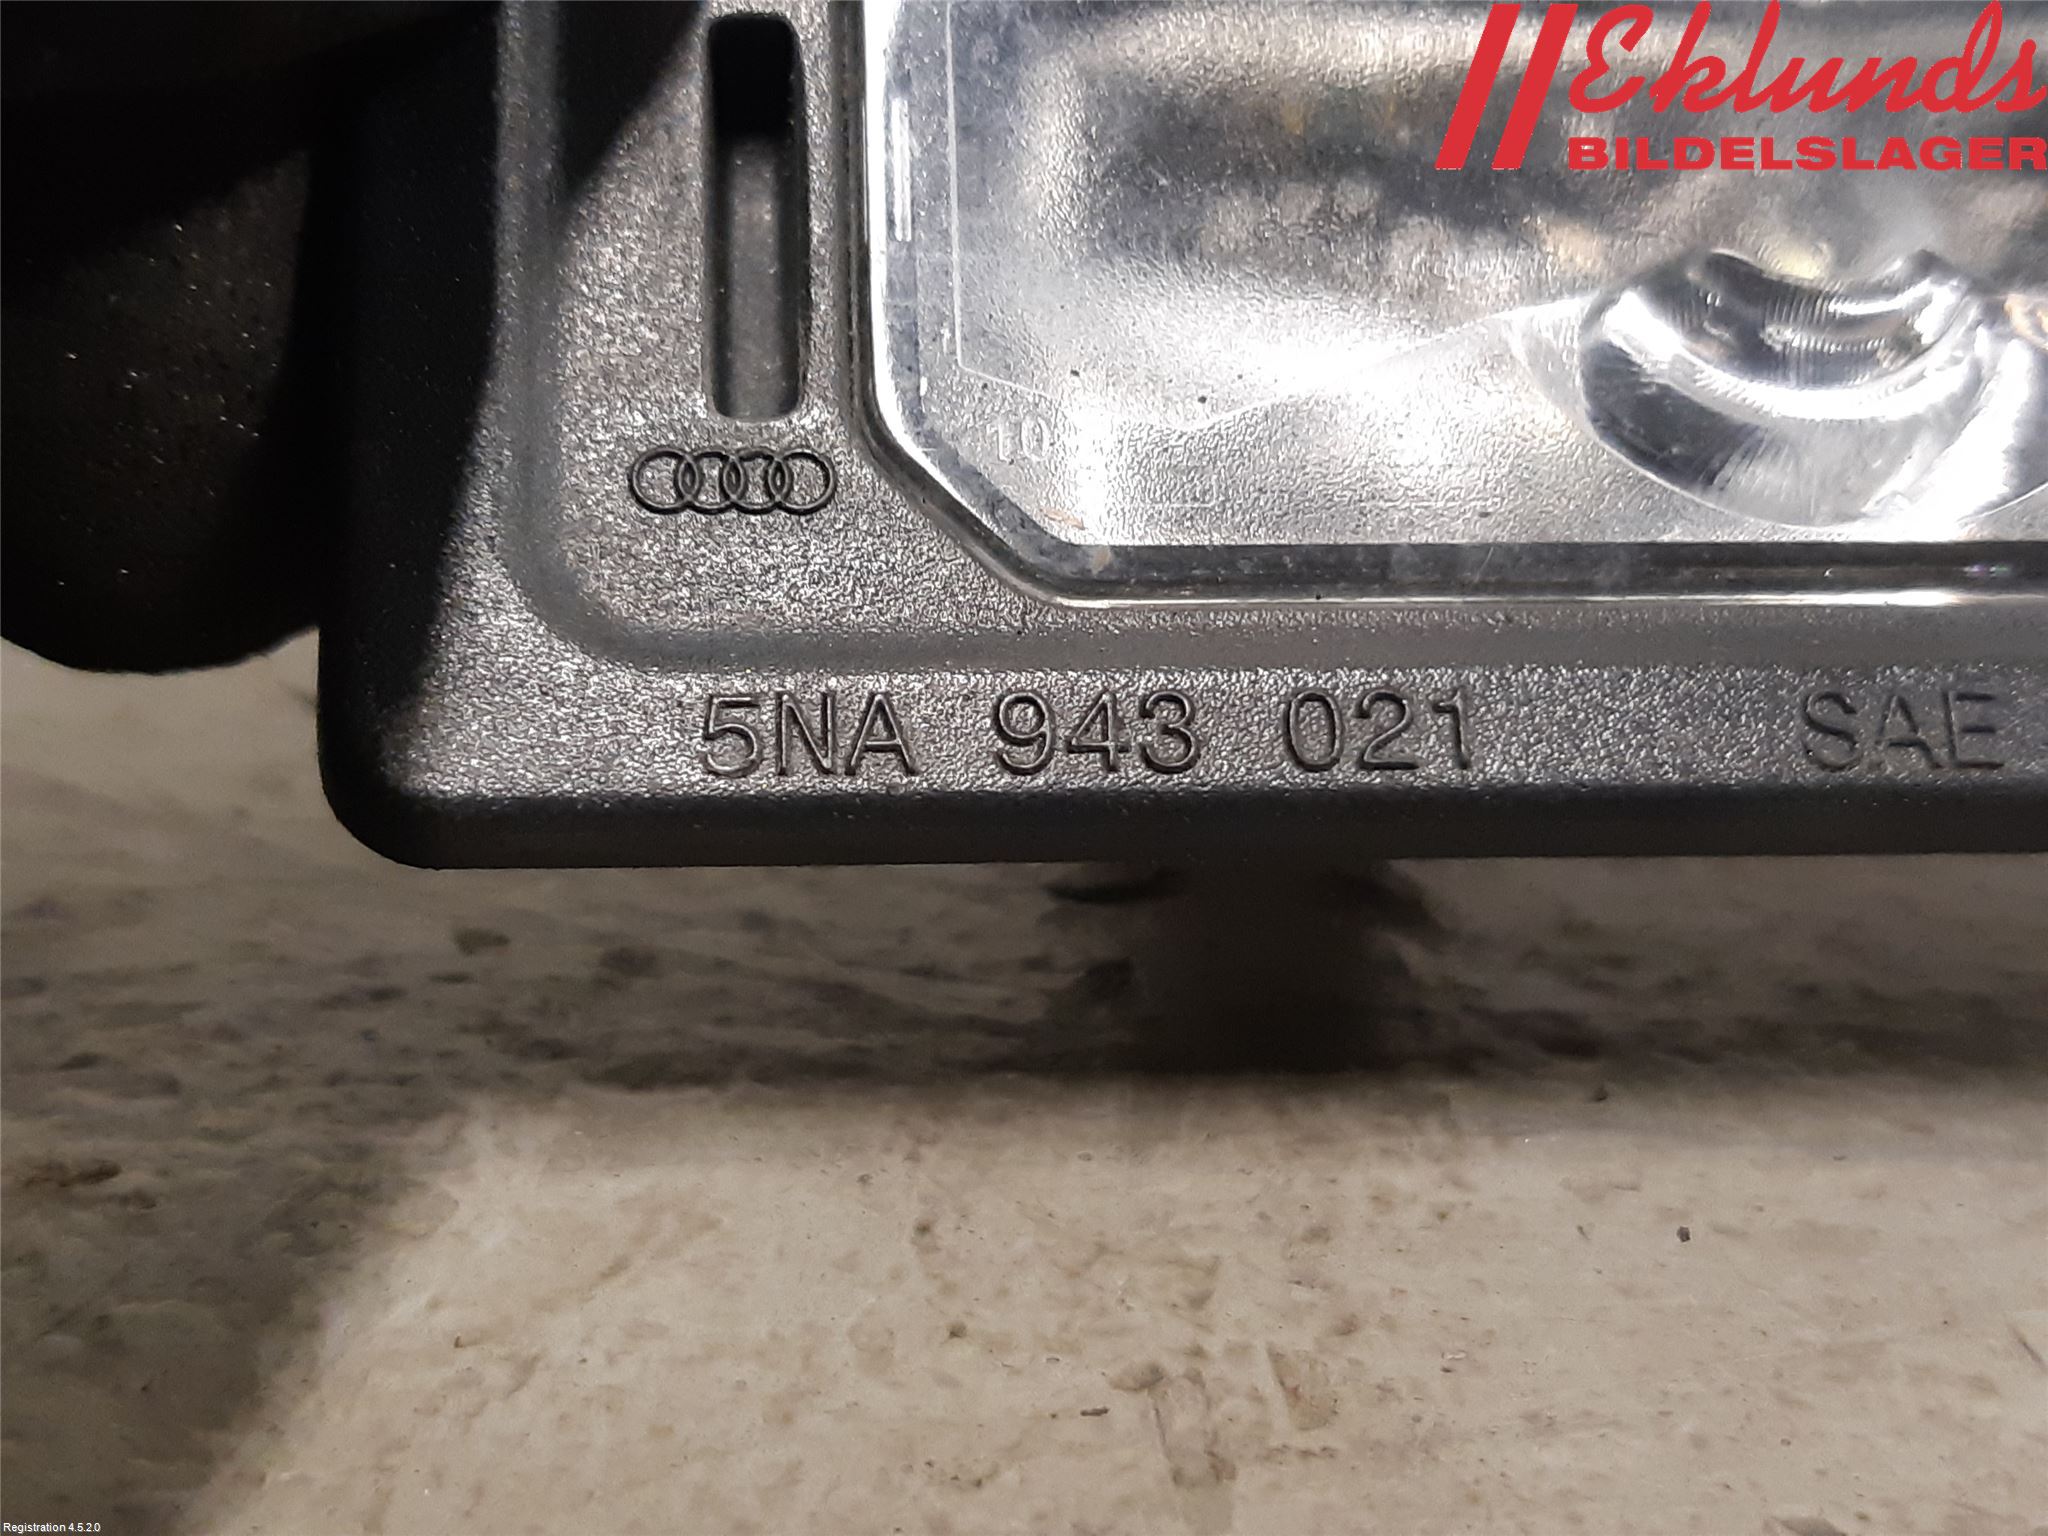 Eklunds
BILDELSLAGER
10
5NA 943 021 SAE
Registration 4.5.2.0